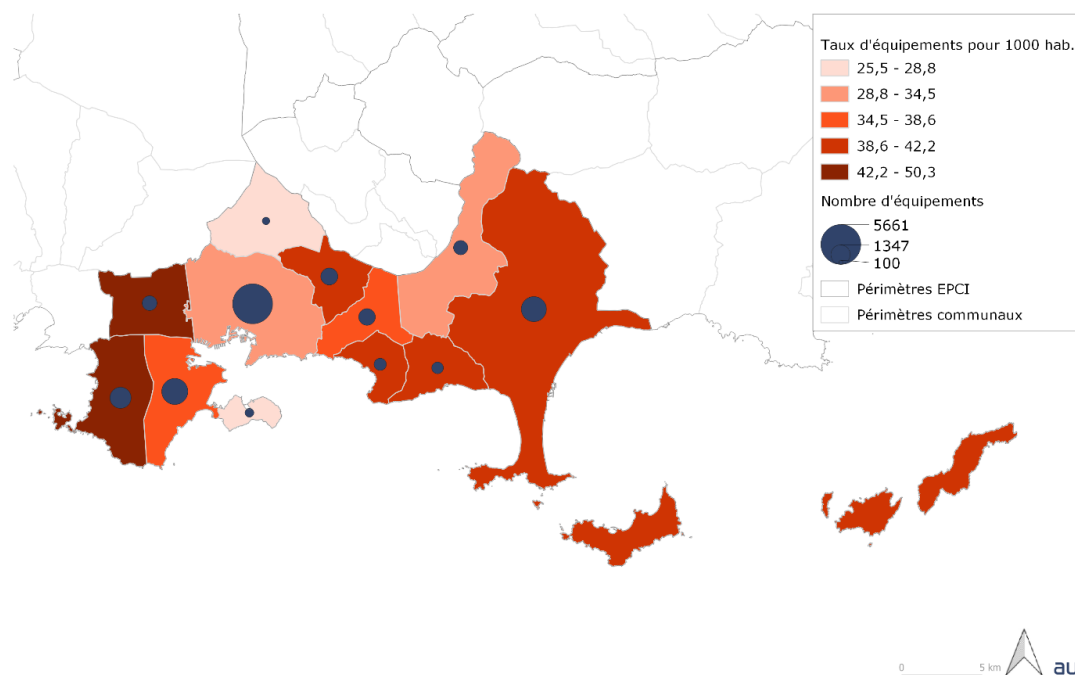 Taux d'équipements pour 1000 hab.
25,5 - 28,8
28,8 - 34,5
34,5 - 38,6
38,6 - 42,2
42,2 - 50,3
Nombre d'équipements
5661
1347
100
Périmètres EPCI
Périmètres communaux
0 5 km
au